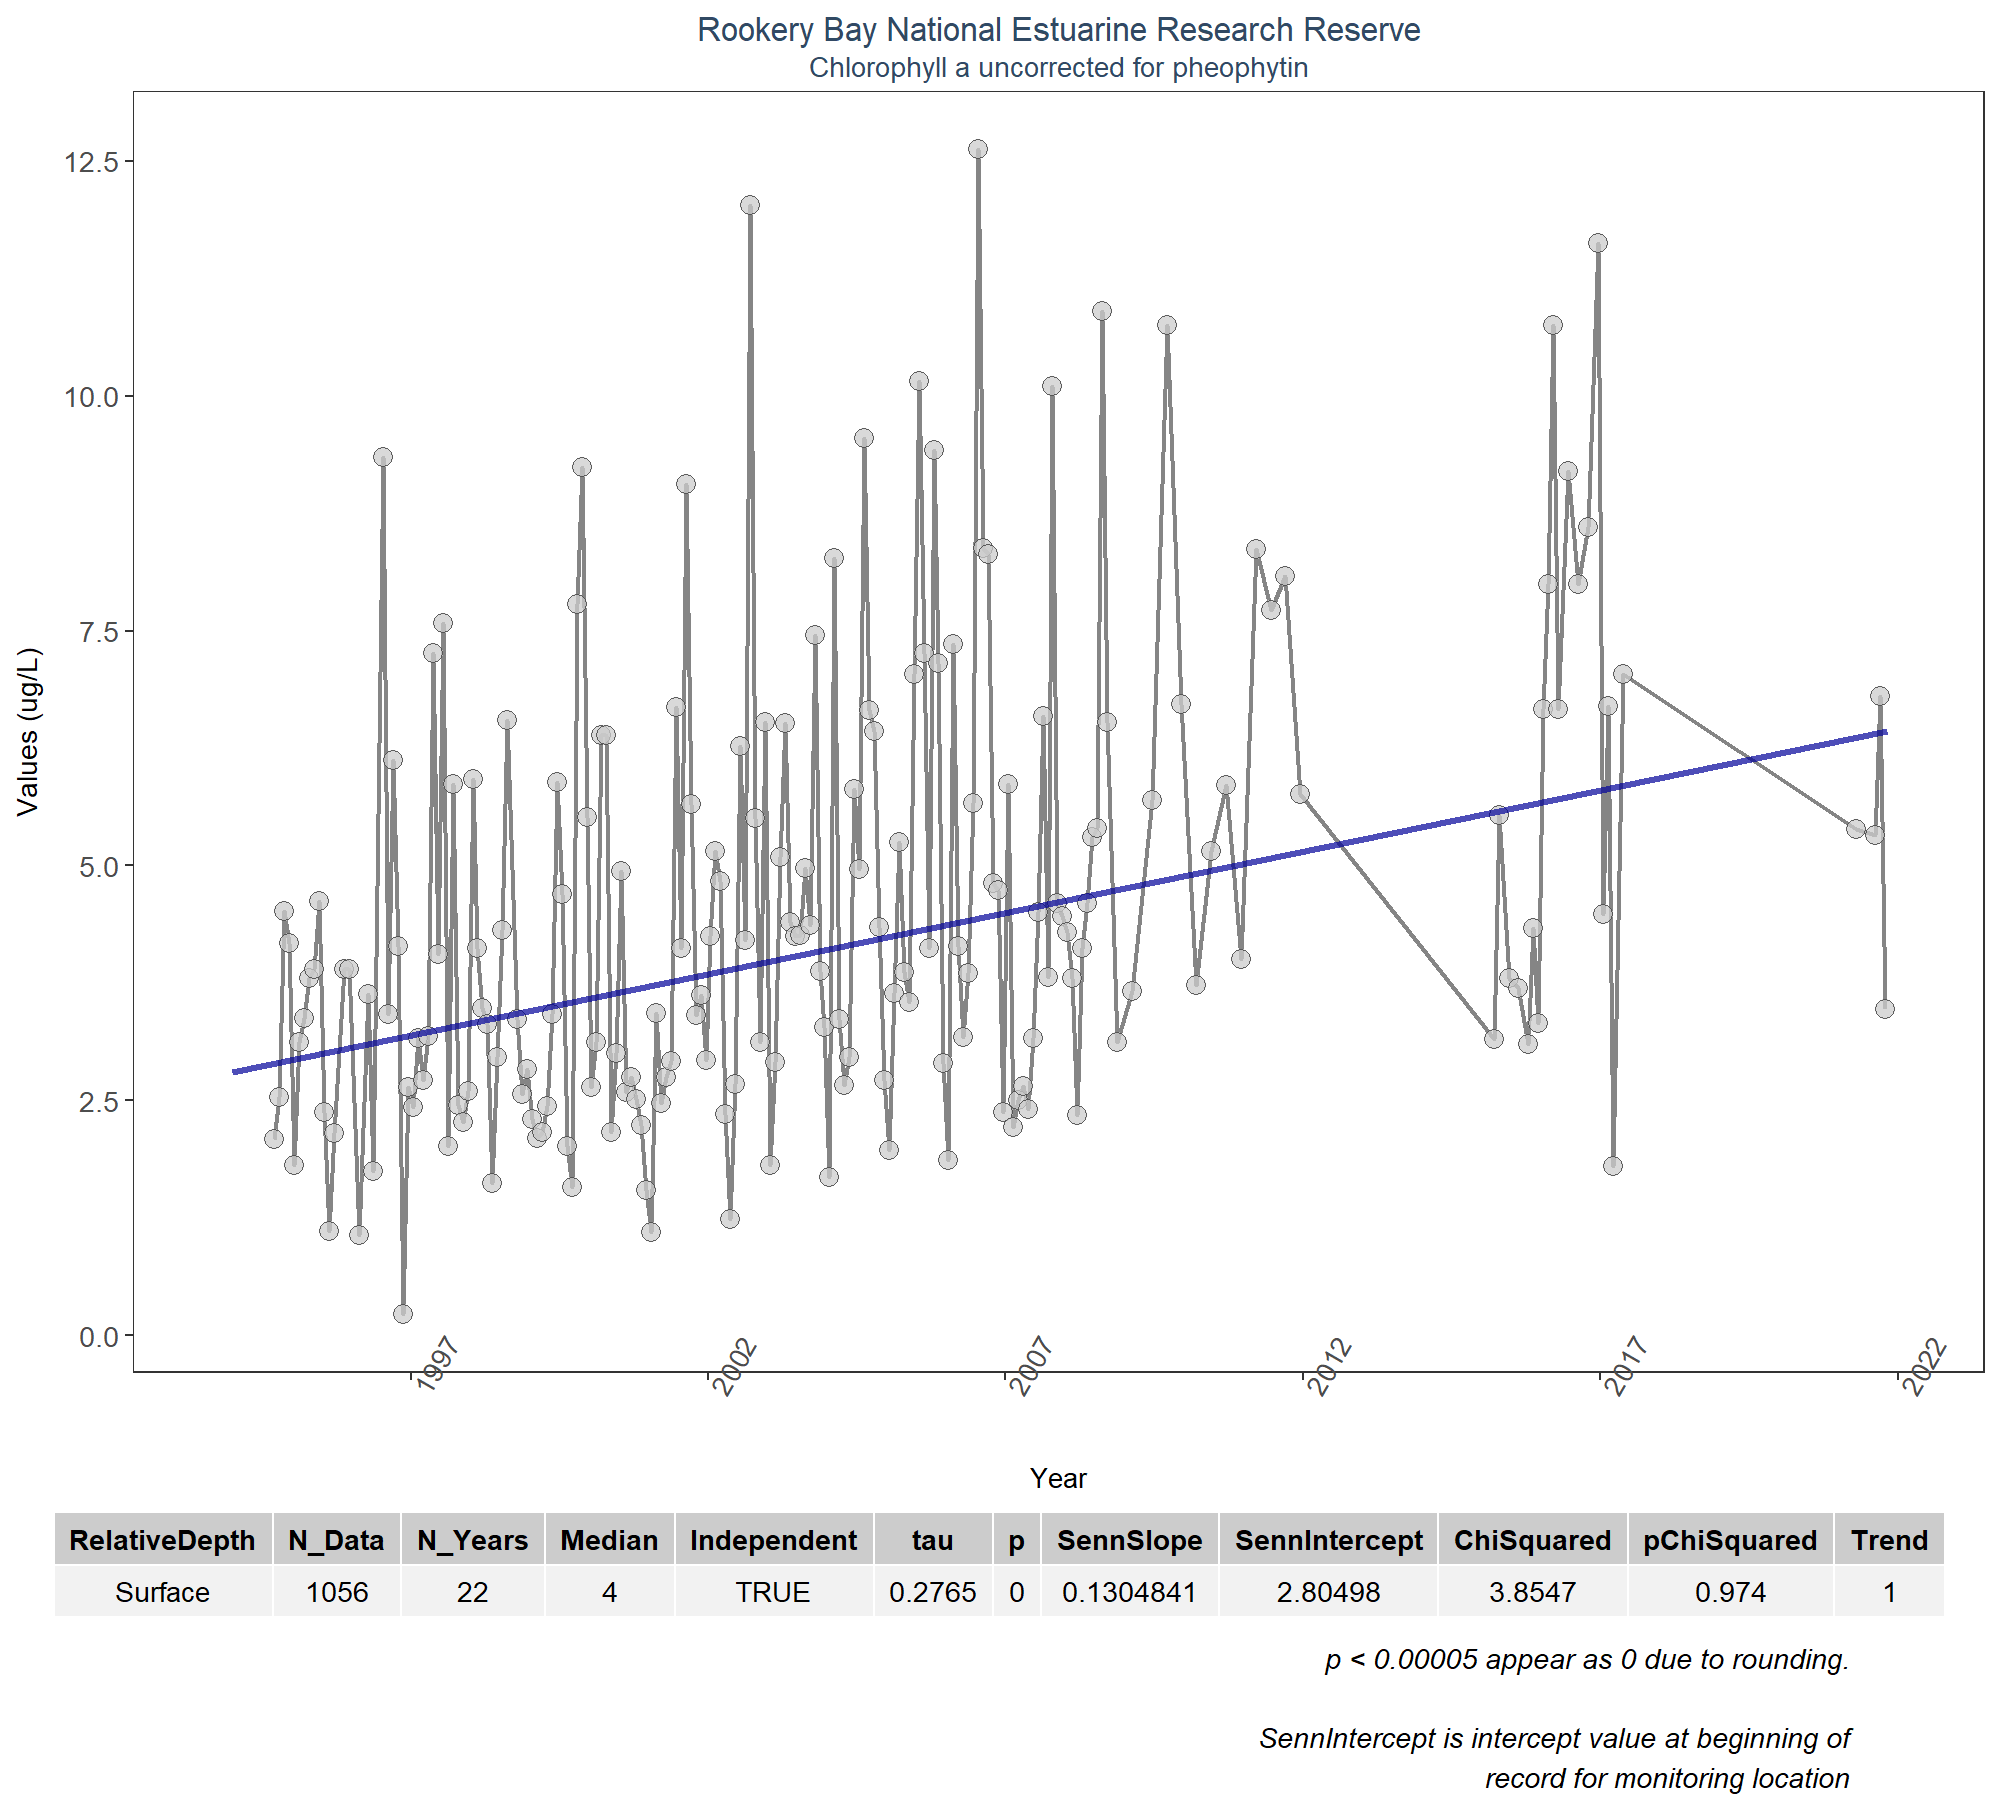 Rookery Bay National Estuarine Research Reserve
Chlorophyll a uncorrected for pheophytin
Values (ug/L)
12.5
10.0
7.5
5.0
2.5
0.0
1997 2002 2007 2012 2017 2022
Year
RelativeDepth N_Data N_Years Median Independent tau p SennSlope SennIntercept ChiSquared pChiSquared Trend
Surface 1056 22 4 TRUE 0.2765 0 0.1304841 2.80498 3.8547 0.974 1
p < 0.00005 appear as 0 due to rounding.
SennIntercept is intercept value at beginning of
record for monitoring location